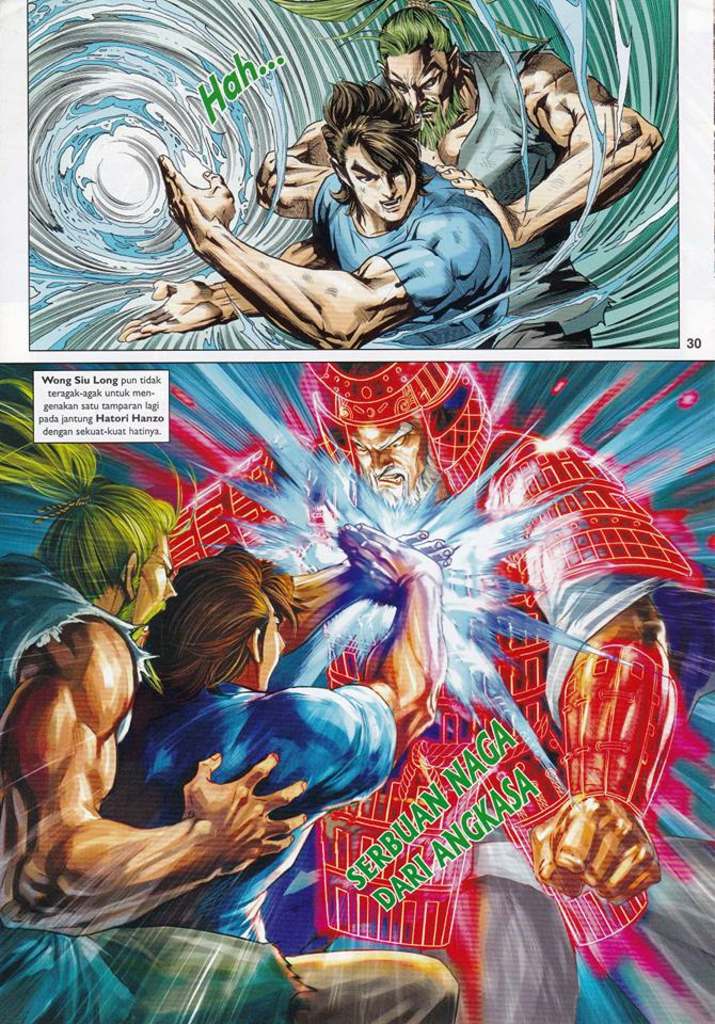 Hah...
30
Wong Siu Long pun tidak
teragak-agak untuk men-
genakan satu tamparan lagi
pada jantung Hatori Hanzo
dengan sekuat-kuat hatinya.
SERBUAN NAGA
DARI ANGKASA